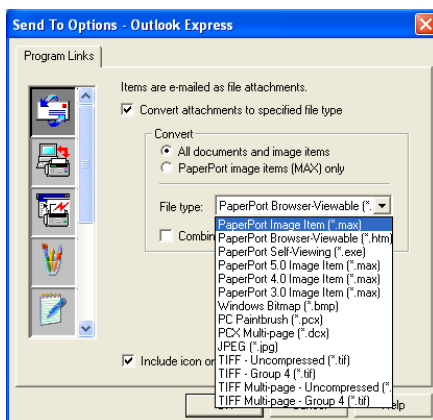 Send To Options - Outlook Express
Program Links
Items are e-mailed as file attachments.
Convert attachments to specified file type
Convert
All documents and image items
PaperPort image items (MAX) only
File type: PaperPort Browser-Viewable (*.
PaperPort Image Item (*.max)
PaperPort Browser-Viewable (*.htm)
Combin
PaperPort Self-Viewing (*.exe)
PaperPort 5.0 Image Item (*.max)
PaperPort 4.0 Image Item (*.max)
PaperPort 3.0 Image Item (*.max)
Windows Bitmap (*.bmp)
PC Paintbrush (*.pcx)
PCX Multi-page (*.dcx)
JPEG (*.jpg)
Include icon or
TIFF - Uncompressed (*.tif)
TIFF - Group 4 (*.tif)
TIFF Multi-page - Uncompressed (*.
TIFF Multi-page - Group 4 (*.tif)